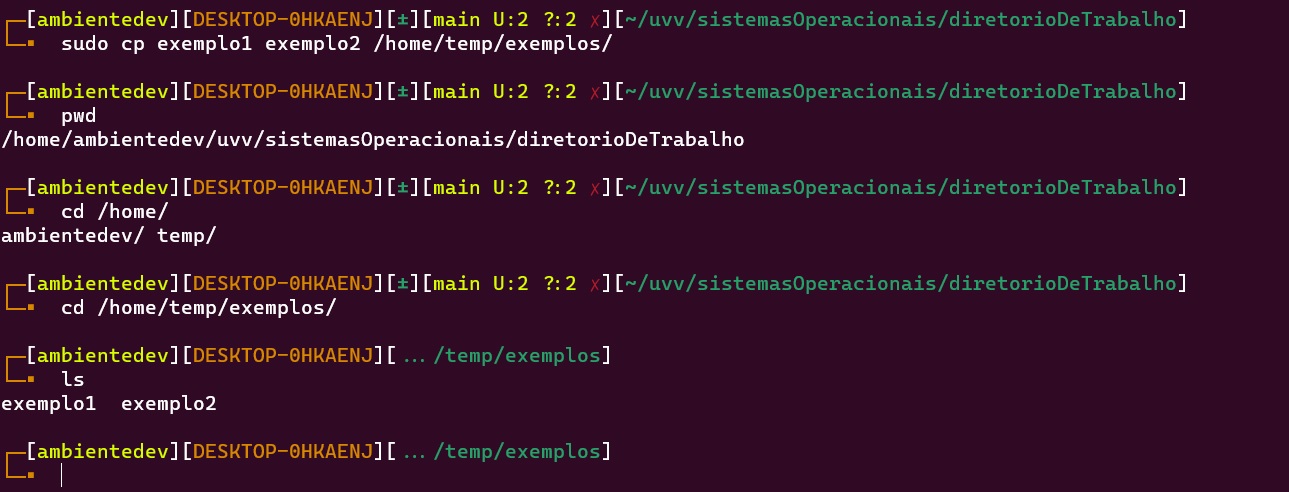 ┌─[ambientedev][DESKTOP-0HKAENJ][±][main U:2 ?:2 ✗][~/uvv/sistemasOperacionais/diretorioDeTrabalho]
└─▪ sudo cp exemplo1 exemplo2 /home/temp/exemplos/
┌─[ambientedev][DESKTOP-0HKAENJ][±][main U:2 ?:2 ✗][~/uvv/sistemasOperacionais/diretorioDeTrabalho]
└─▪ pwd
/home/ambientedev/uvv/sistemasOperacionais/diretorioDeTrabalho
┌─[ambientedev][DESKTOP-0HKAENJ][±][main U:2 ?:2 ✗][~/uvv/sistemasOperacionais/diretorioDeTrabalho]
└─▪ cd /home/
ambientedev/ temp/
┌─[ambientedev][DESKTOP-0HKAENJ][±][main U:2 ?:2 ✗][~/uvv/sistemasOperacionais/diretorioDeTrabalho]
└─▪ cd /home/temp/exemplos/
┌─[ambientedev][DESKTOP-0HKAENJ][ ... /temp/exemplos]
└─▪ ls
exemplo1  exemplo2
┌─[ambientedev][DESKTOP-0HKAENJ][ ... /temp/exemplos]
└─▪